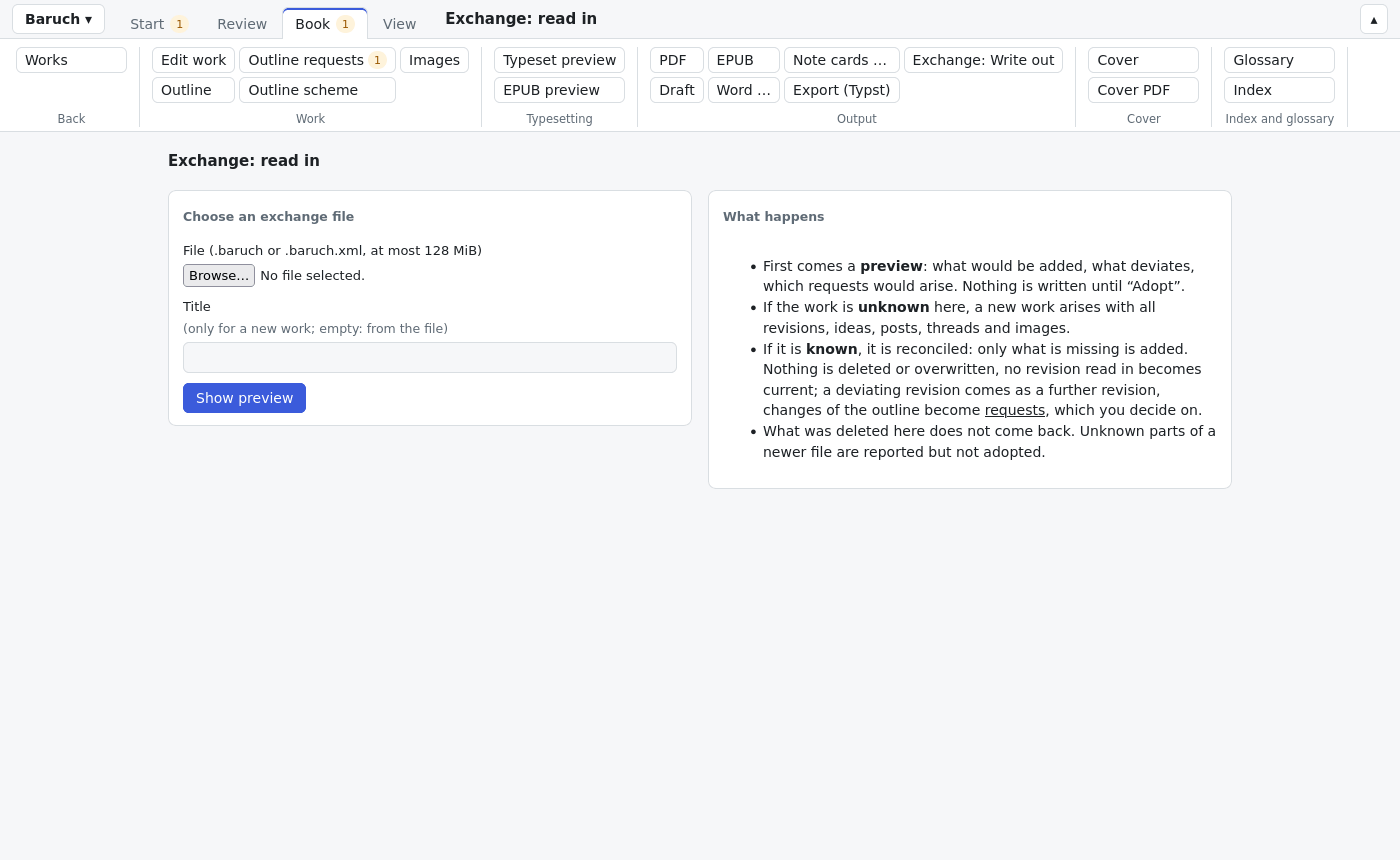 Baruch ▾
Start 1
Review
Book 1
View
Exchange: read in
▲
Works
Back
Edit work
Outline requests 1
Images
Outline
Outline scheme
Work
Typeset preview
EPUB preview
Typesetting
PDF
EPUB
Note cards ...
Exchange: Write out
Draft
Word ...
Export (Typst)
Output
Cover
Cover PDF
Cover
Glossary
Index
Index and glossary
Exchange: read in
Choose an exchange file
File (.baruch or .baruch.xml, at most 128 MiB)
Browse... No file selected.
Title
(only for a new work; empty: from the file)
Show preview
What happens
• First comes a preview: what would be added, what deviates,
which requests would arise. Nothing is written until “Adopt”.
• If the work is unknown here, a new work arises with all
revisions, ideas, posts, threads and images.
• If it is known, it is reconciled: only what is missing is added.
Nothing is deleted or overwritten, no revision read in becomes
current; a deviating revision comes as a further revision,
changes of the outline become requests, which you decide on.
• What was deleted here does not come back. Unknown parts of a
newer file are reported but not adopted.